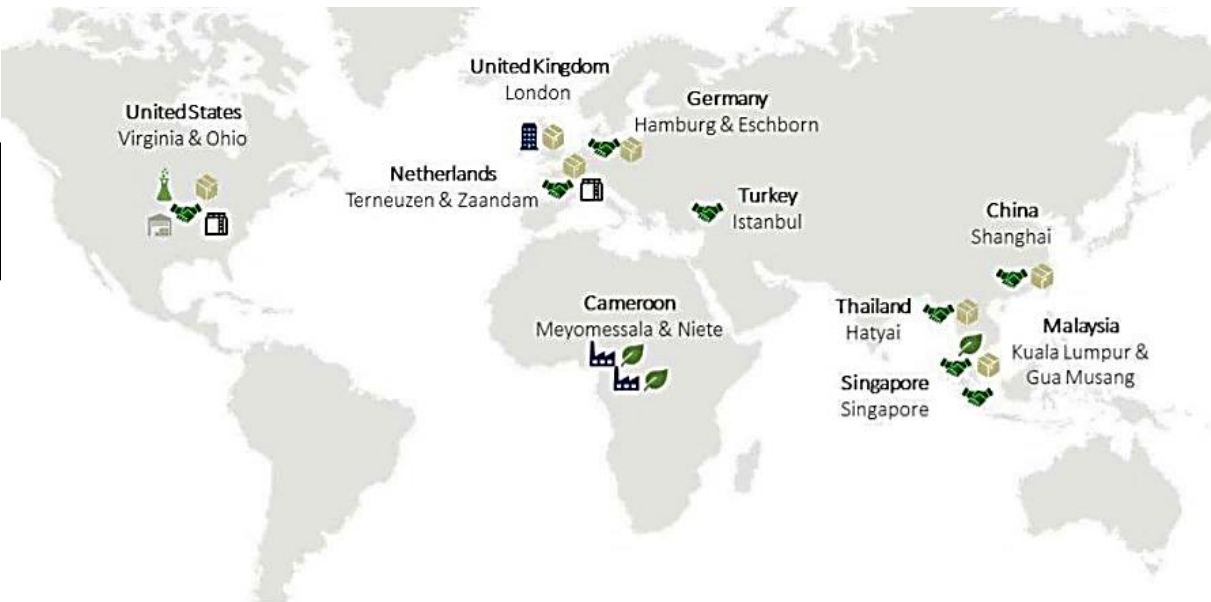 United Kingdom
London
Germany
Hamburg & Eschborn
United States
Virginia & Ohio
Netherlands
Terneuzen & Zaandam
Turkey
Istanbul
China
Shanghai
Cameroon
Meyomessala & Niete
Thailand
Hatyai
Malaysia
Kuala Lumpur &
Gua Musang
Singapore
Singapore